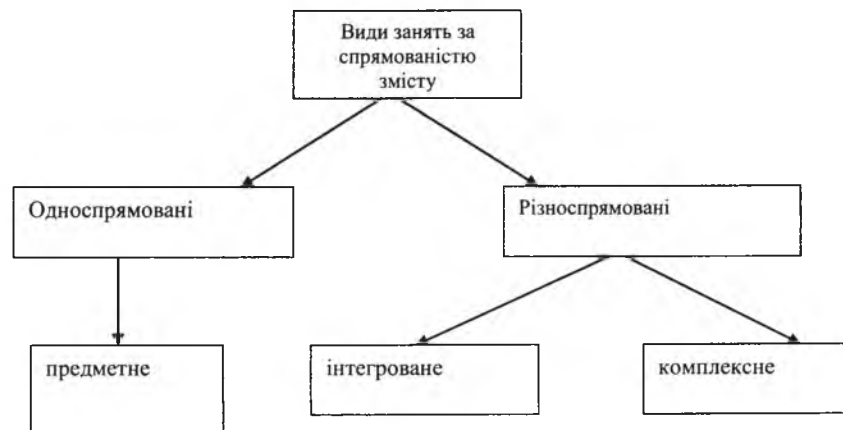 Види занять за
спрямованістю
змісту
Односпрямовані
Різноспрямовані
предметне
інтегроване
комплексне